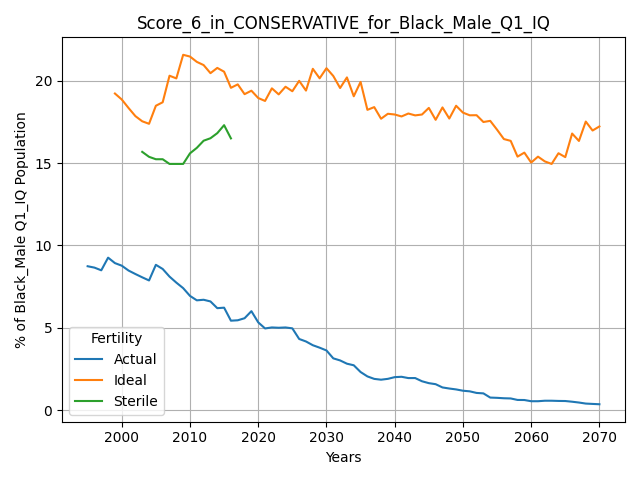 Score_6_in_CONSERVATIVE_for_Black_Male_Q1_IQ
% of Black_Male Q1_IQ Population
20
15
10
5
0
Fertility
Actual
Ideal
Sterile
2000 2010 2020 2030 2040 2050 2060 2070
Years